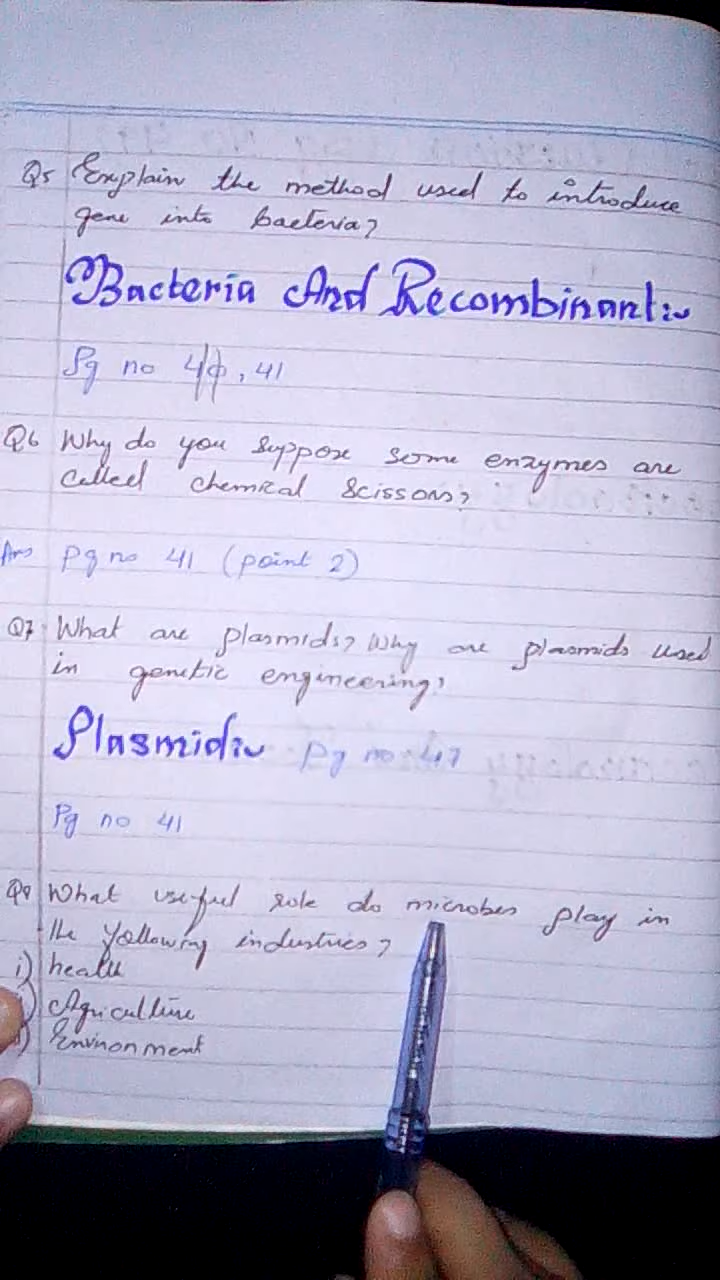 Q5 Explain the method used to introduce
gene into bacteria?
Bacteria And Recombinant:~
Pg no 40, 41
Q6 Why do you suppose some enzymes are
called chemical scissors?
Ans Pg no 41 (point 2)
Q7 What are plasmids? Why are plasmids used
in genetic engineering?
Plasmid:~ Pg no 47
Pg no 41
Q8 What useful role do microbes play in
the following industries?
i) health
) Agriculture
) Environment